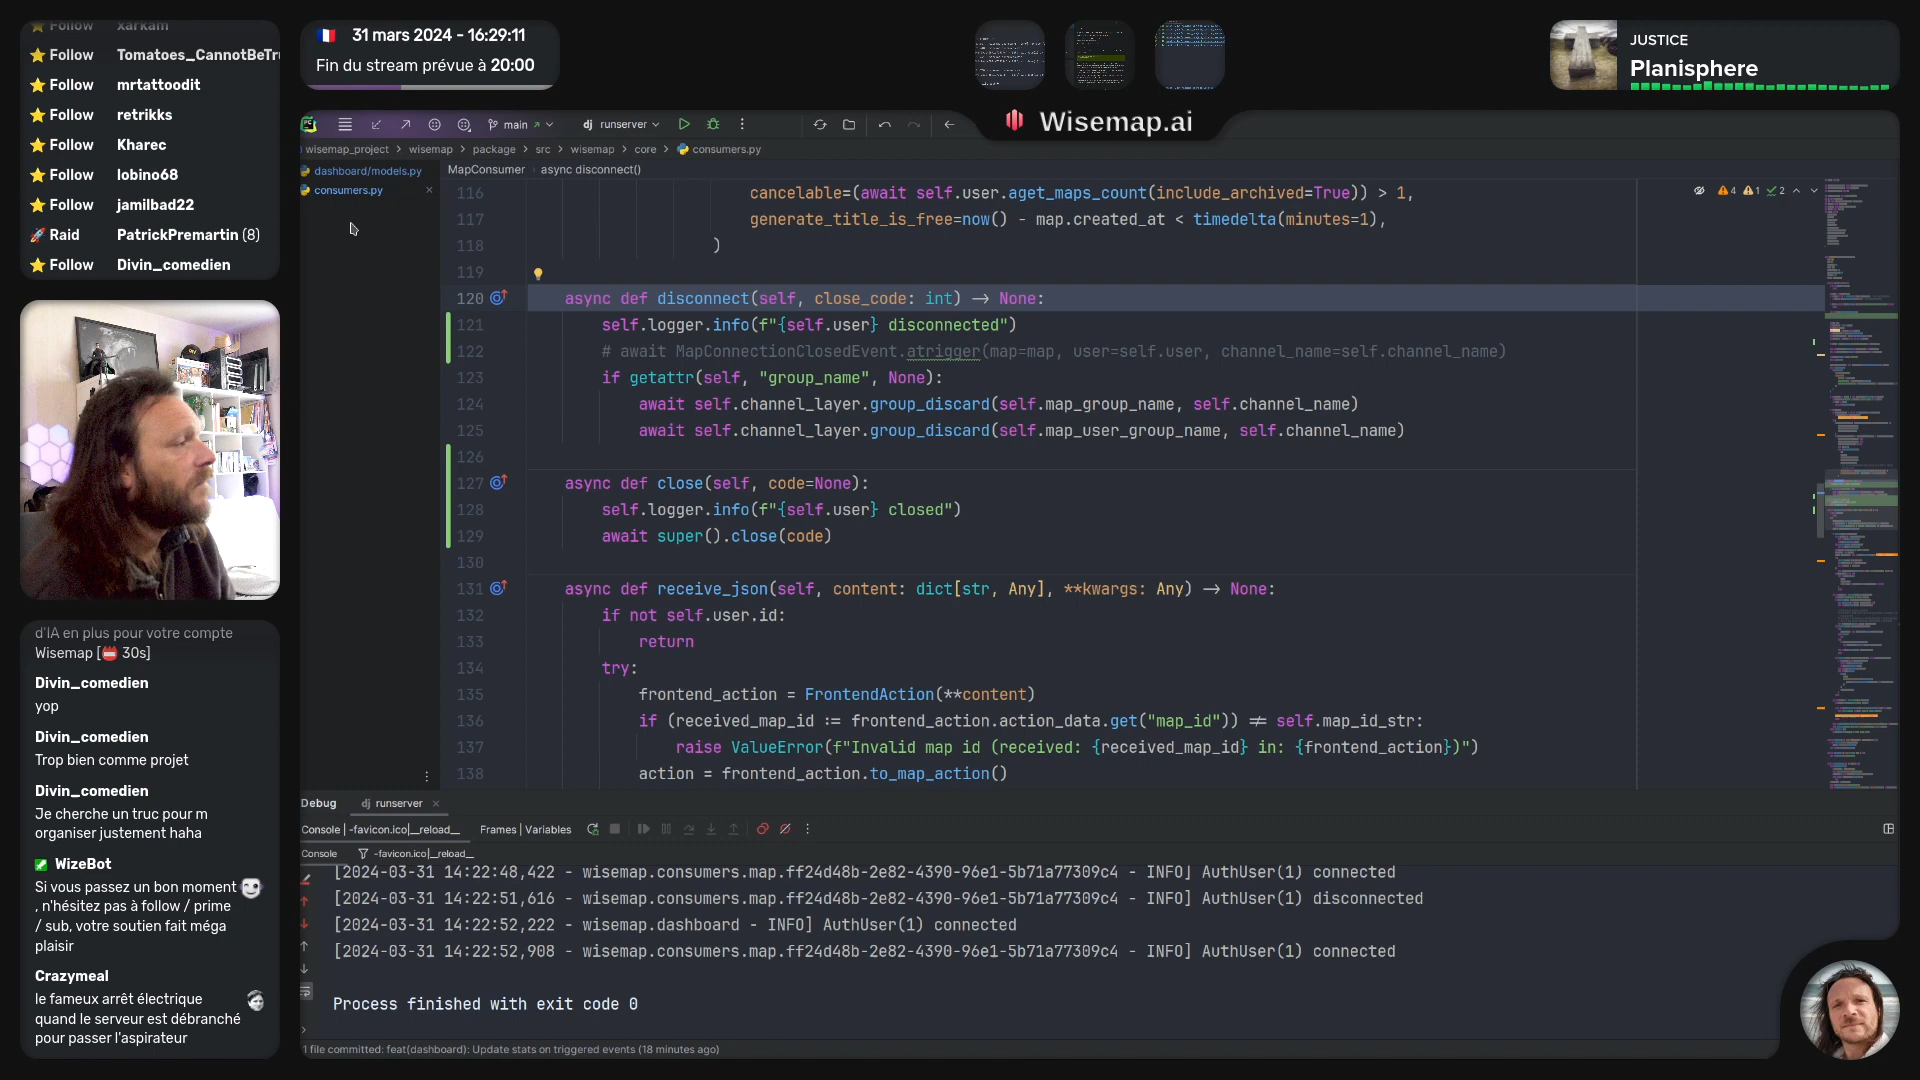 Follow xarkam
Follow Tomatoes_CannotBeTr
Follow mrtattoodit
Follow retrikks
Follow Kharec
Follow lobino68
Follow jamilbad22
Raid PatrickPremartin (8)
Follow Divin_comedien
31 mars 2024 - 16:29:11
Fin du stream prévue à 20:00
JUSTICE
Planisphere
Wisemap.ai
main
dj runserver
wisemap_project > wisemap > package > src > wisemap > core > consumers.py
dashboard/models.py
consumers.py
MapConsumer async disconnect()
4 1 2
116 cancelable=(await self.user.aget_maps_count(include_archived=True)) > 1,
117 generate_title_is_free=now() - map.created_at < timedelta(minutes=1),
118 )
119
120 async def disconnect(self, close_code: int) -> None:
121 self.logger.info(f"{self.user} disconnected")
122 # await MapConnectionClosedEvent.atrigger(map=map, user=self.user, channel_name=self.channel_name)
123 if getattr(self, "group_name", None):
124 await self.channel_layer.group_discard(self.map_group_name, self.channel_name)
125 await self.channel_layer.group_discard(self.map_user_group_name, self.channel_name)
126
127 async def close(self, code=None):
128 self.logger.info(f"{self.user} closed")
129 await super().close(code)
130
131 async def receive_json(self, content: dict[str, Any], **kwargs: Any) -> None:
132 if not self.user.id:
133 return
134 try:
135 frontend_action = FrontendAction(**content)
136 if (received_map_id := frontend_action.action_data.get("map_id")) != self.map_id_str:
137 raise ValueError(f"Invalid map id (received: {received_map_id} in: {frontend_action})")
138 action = frontend_action.to_map_action()
Debug dj runserver
Console | -favicon.ico|__reload__ Frames | Variables
Console -favicon.ico|__reload__
[2024-03-31 14:22:48,422 - wisemap.consumers.map.ff24d48b-2e82-4390-96e1-5b71a77309c4 - INFO] AuthUser(1) connected
[2024-03-31 14:22:51,616 - wisemap.consumers.map.ff24d48b-2e82-4390-96e1-5b71a77309c4 - INFO] AuthUser(1) disconnected
[2024-03-31 14:22:52,222 - wisemap.dashboard - INFO] AuthUser(1) connected
[2024-03-31 14:22:52,908 - wisemap.consumers.map.ff24d48b-2e82-4390-96e1-5b71a77309c4 - INFO] AuthUser(1) connected
Process finished with exit code 0
1 file committed: feat(dashboard): Update stats on triggered events (18 minutes ago)
d'IA en plus pour votre compte
Wisemap [📛 30s]
Divin_comedien
yop
Divin_comedien
Trop bien comme projet
Divin_comedien
Je cherche un truc pour m
organiser justement haha
WizeBot
Si vous passez un bon moment
, n'hésitez pas à follow / prime
/ sub, votre soutien fait méga
plaisir
Crazymeal
le fameux arrêt électrique
quand le serveur est débranché
pour passer l'aspirateur